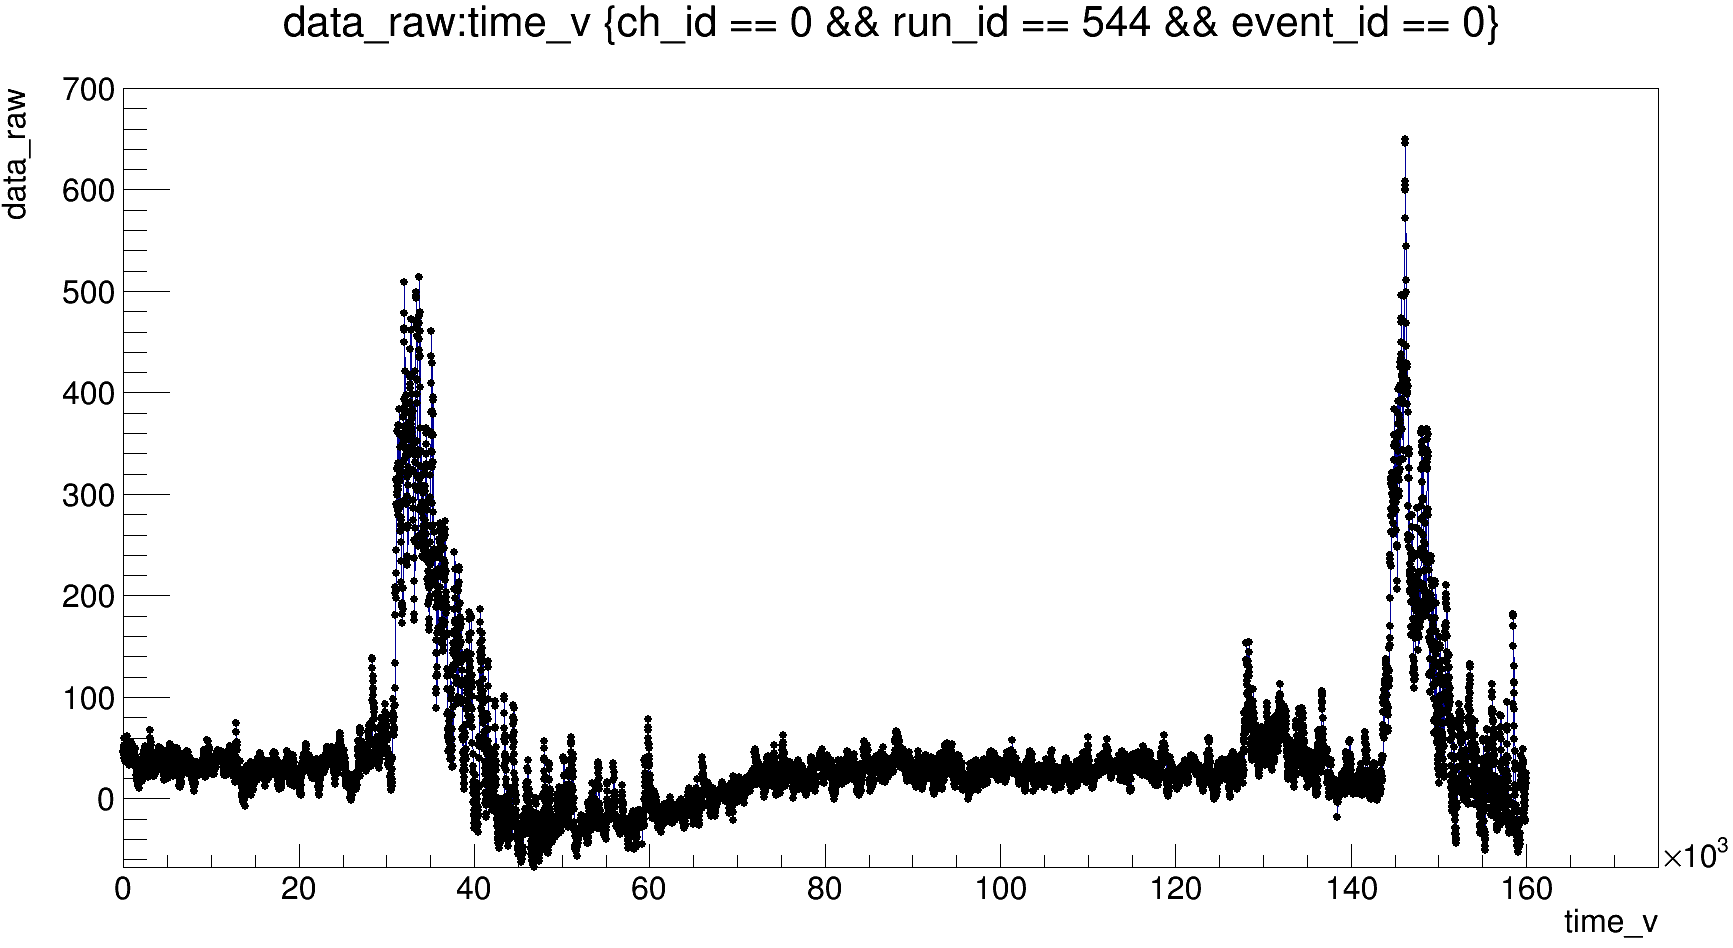 data_raw:time_v {ch_id == 0 && run_id == 544 && event_id == 0}
data_raw
700
600
500
400
300
200
100
0
0 20 40 60 80 100 120 140 160
×10³
time_v